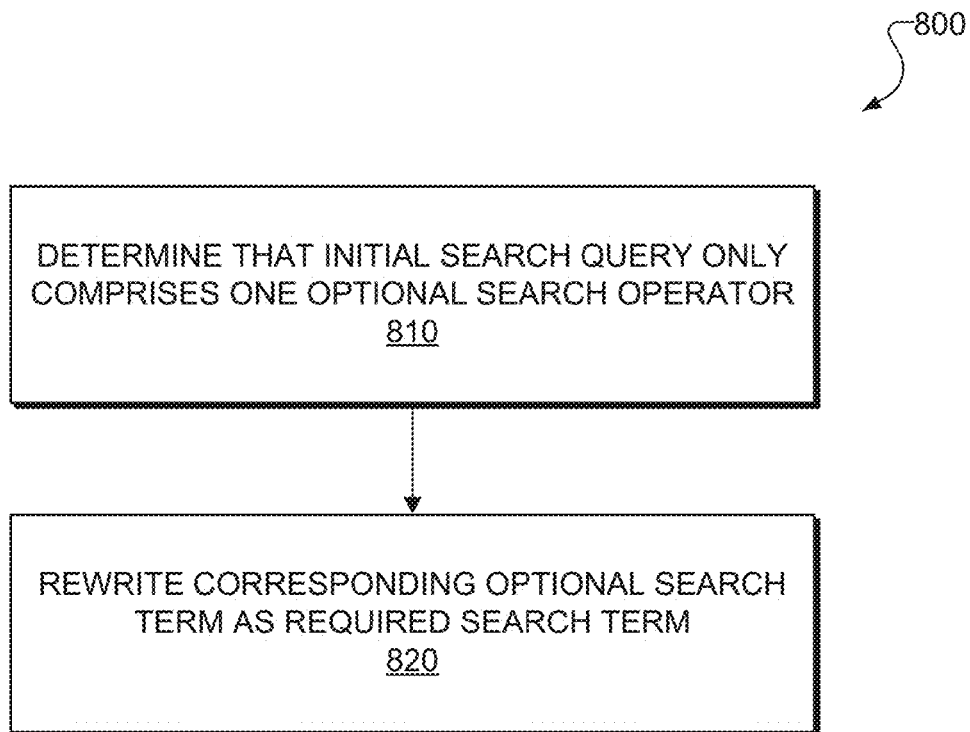 800
DETERMINE THAT INITIAL SEARCH QUERY ONLY
COMPRISES ONE OPTIONAL SEARCH OPERATOR
810
REWRITE CORRESPONDING OPTIONAL SEARCH
TERM AS REQUIRED SEARCH TERM
820